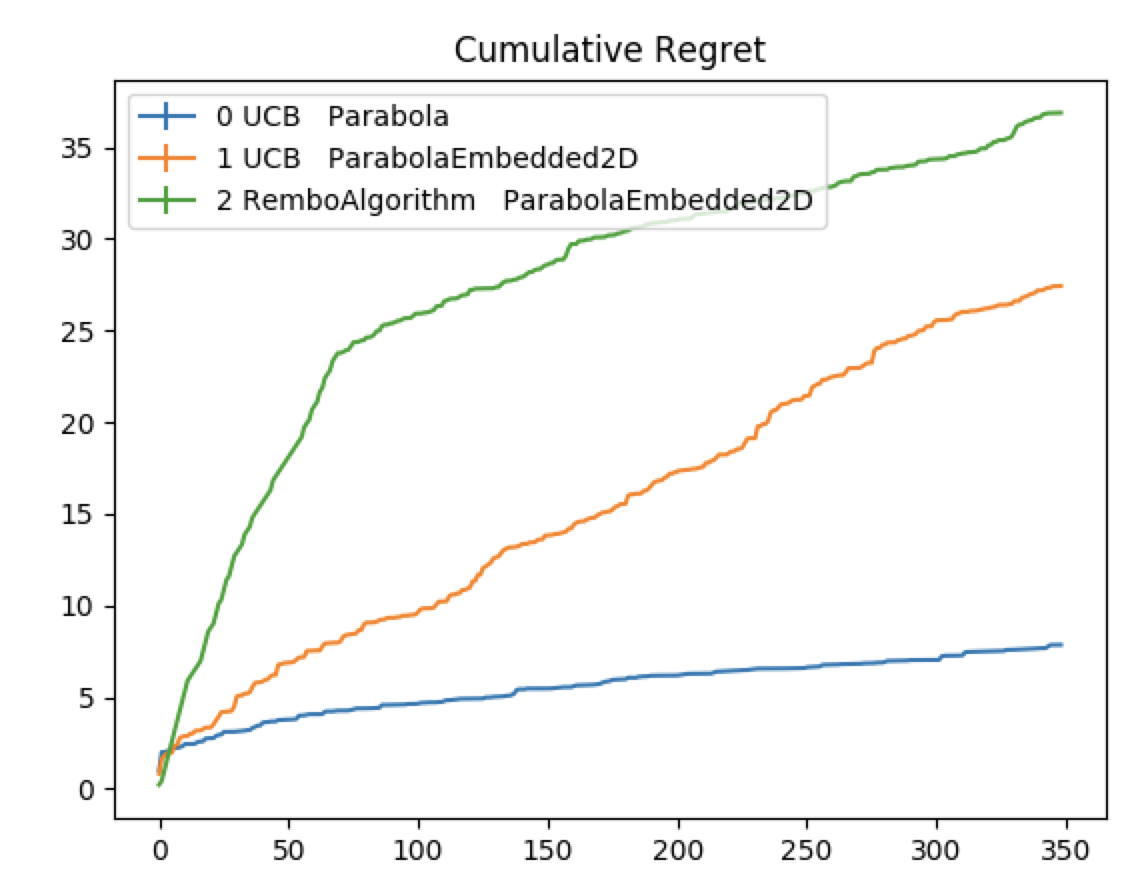 Cumulative Regret
0 UCB Parabola
1 UCB ParabolaEmbedded2D
2 RemboAlgorithm ParabolaEmbedded2D
35
30
25
20
15
10
5
0
0 50 100 150 200 250 300 350